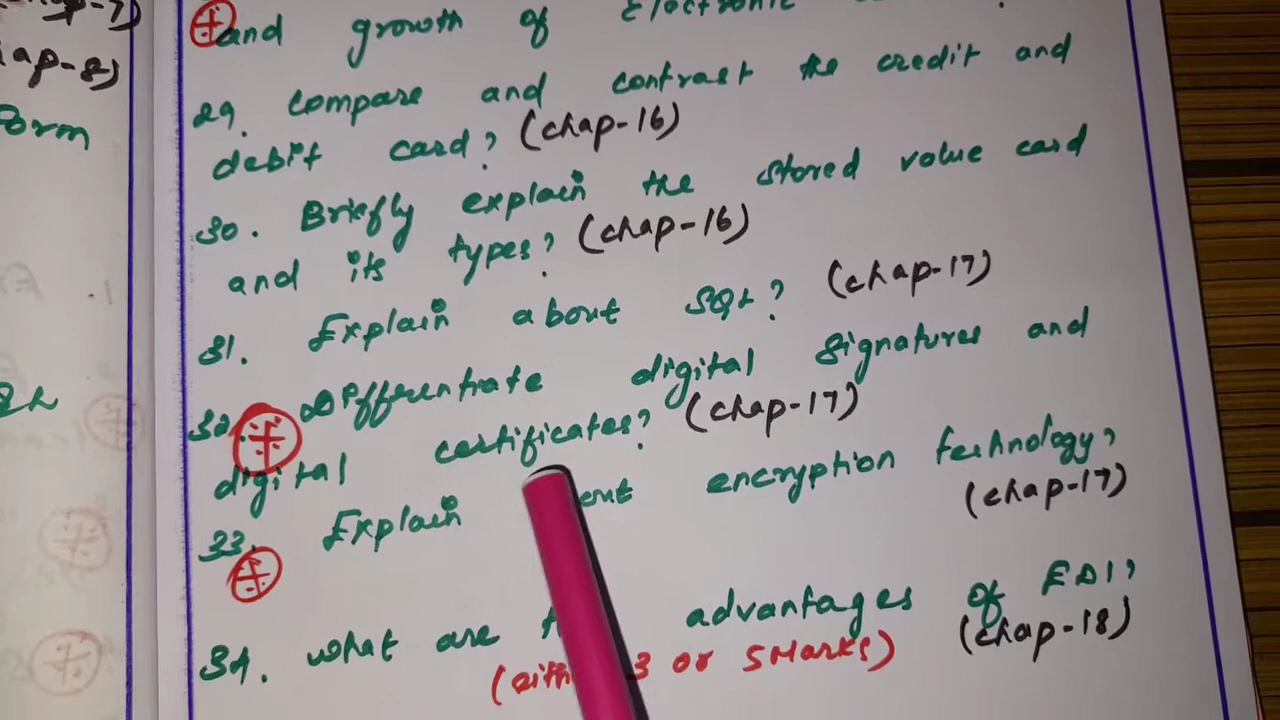 and growth of Electronic
29. Compare and contrast the credit and
debit card? (chap-16)
30. Briefly explain the stored value card
and its types? (chap-16)
31. Explain about SQL? (chap-17)
32. Differentiate digital signatures and
digital certificates? (chap-17)
33. Explain encryption technology?
(chap-17)
34. What are advantages of EDI?
(chap-18)
3 or 5 Marks)